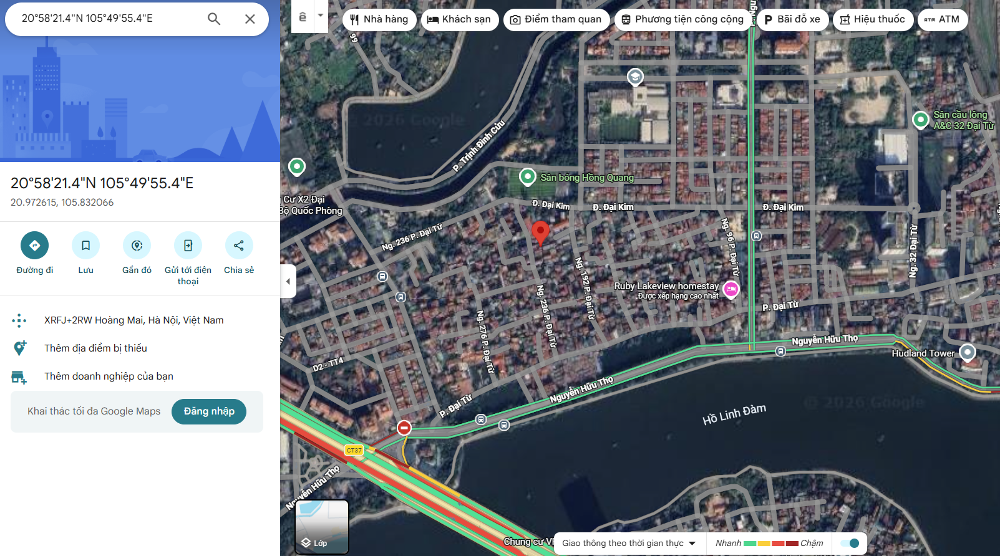 20°58'21.4"N 105°49'55.4"E
20°58'21.4"N 105°49'55.4"E
20.972615, 105.832066
Đường đi
Lưu
Gần đó
Gửi tới điện
thoại
Chia sẻ
XRFJ+2RW Hoàng Mai, Hà Nội, Việt Nam
Thêm địa điểm bị thiếu
Thêm doanh nghiệp của bạn
Khai thác tối đa Google Maps
Đăng nhập
ê
Nhà hàng
Khách sạn
Điểm tham quan
Phương tiện công cộng
Bãi đỗ xe
Hiệu thuốc
ATM ATM
99
© 2026 Google
P. Trịnh Đình Cửu
Sân cầu lông
A&C 32 Đại Từ
Sân bóng Hồng Quang
Cư X2 Đại
Bộ Quốc Phòng
Đ. Đại Kim
Đ. Đại Kim
Đ. Đại Kim
Ng. 236 P. Đại Từ
Ng. 96 P. Đại Từ
Ng. 32 Đại Từ
Ng. 192 P. Đại Từ
Ruby Lakeview homestay
Được xếp hạng cao nhất
Ng. 236 P. Đại Từ
P. Đại Từ
Ng. 276 P. Đại Từ
Nguyễn Hữu Thọ
Hudland Tower
D2 - TT4
Nguyễn Hữu Thọ
P. Đại Từ
© 2026 Google
Hồ Linh Đàm
CT37
Nguyễn Hữu Thọ
Lớp
Chung cư
Giao thông theo thời gian thực
Nhanh
Chậm